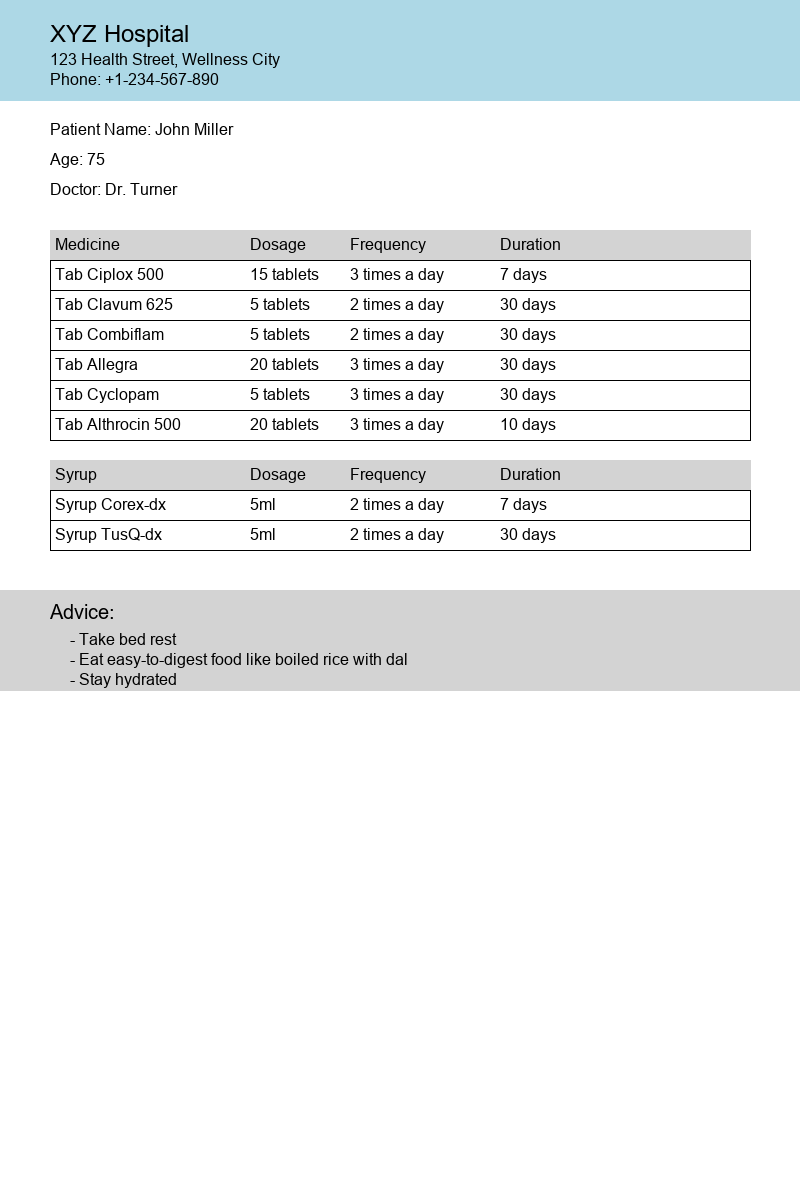 XYZ Hospital
123 Health Street, Wellness City
Phone: +1-234-567-890
Patient Name: John Miller
Age: 75
Doctor: Dr. Turner
Medicine Dosage Frequency Duration
Tab Ciplox 500 15 tablets 3 times a day 7 days
Tab Clavum 625 5 tablets 2 times a day 30 days
Tab Combiflam 5 tablets 2 times a day 30 days
Tab Allegra 20 tablets 3 times a day 30 days
Tab Cyclopam 5 tablets 3 times a day 30 days
Tab Althrocin 500 20 tablets 3 times a day 10 days
Syrup Dosage Frequency Duration
Syrup Corex-dx 5ml 2 times a day 7 days
Syrup TusQ-dx 5ml 2 times a day 30 days
Advice:
- Take bed rest
- Eat easy-to-digest food like boiled rice with dal
- Stay hydrated